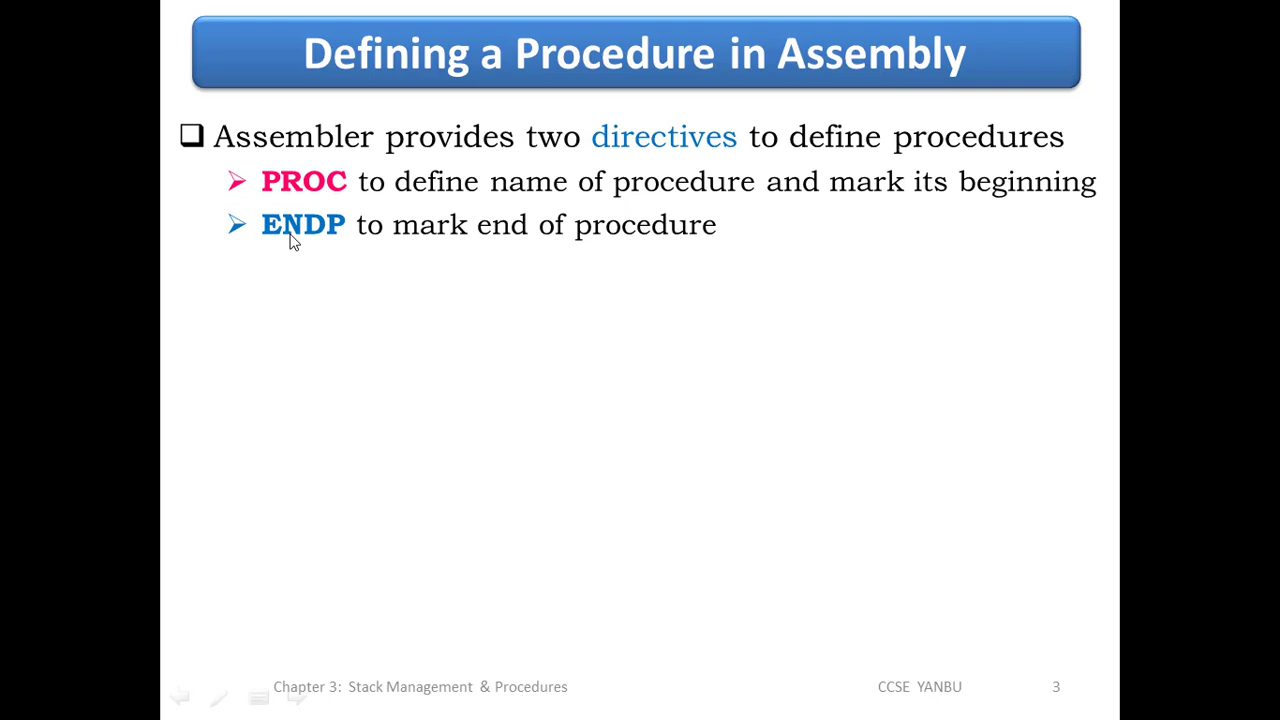 Defining a Procedure in Assembly
Assembler provides two directives to define procedures
PROC to define name of procedure and mark its beginning
ENDP to mark end of procedure
Chapter 3: Stack Management & Procedures
CCSE YANBU
3